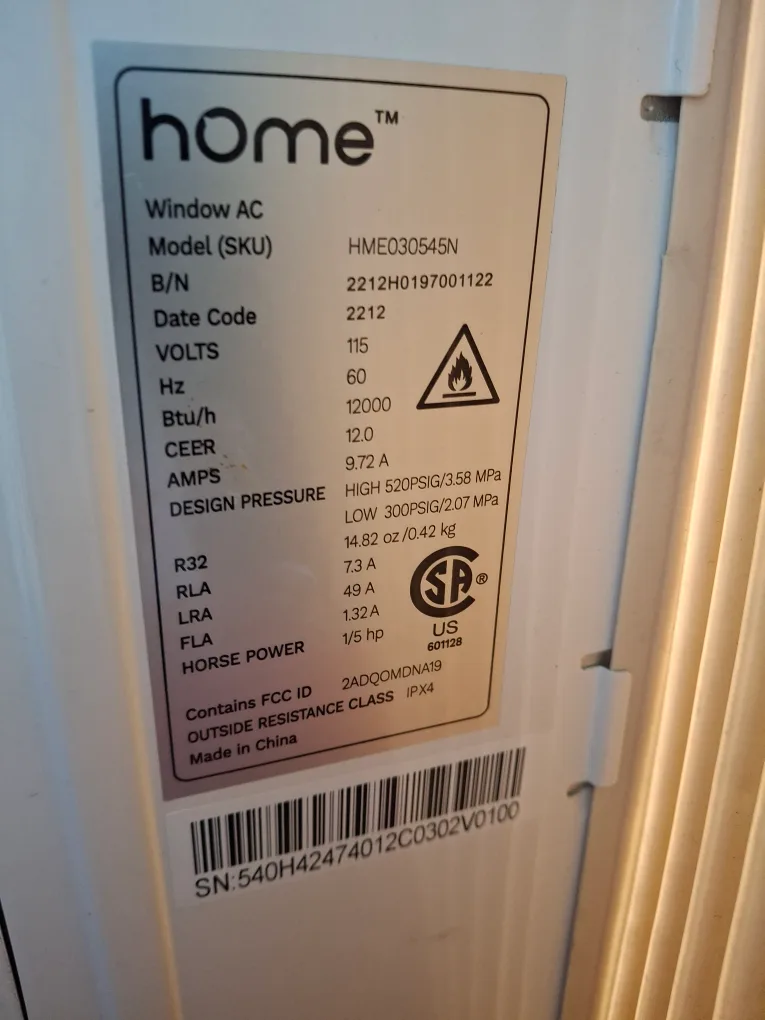 home™
Window AC
Model (SKU) HME030545N
B/N 2212H0197001122
Date Code 2212
VOLTS 115
Hz 60
Btu/h 12000
CEER 12.0
AMPS 9.72 A
DESIGN PRESSURE HIGH 520PSIG/3.58 MPa
LOW 300PSIG/2.07 MPa
R32 14.82 oz/0.42 kg
RLA 7.3 A
LRA 49 A
FLA 1.32 A
HORSE POWER 1/5 hp
SA®
US
601128
Contains FCC ID 2ADQOMDNA19
OUTSIDE RESISTANCE CLASS IPX4
Made in China
SN:540H42474012C0302V0100